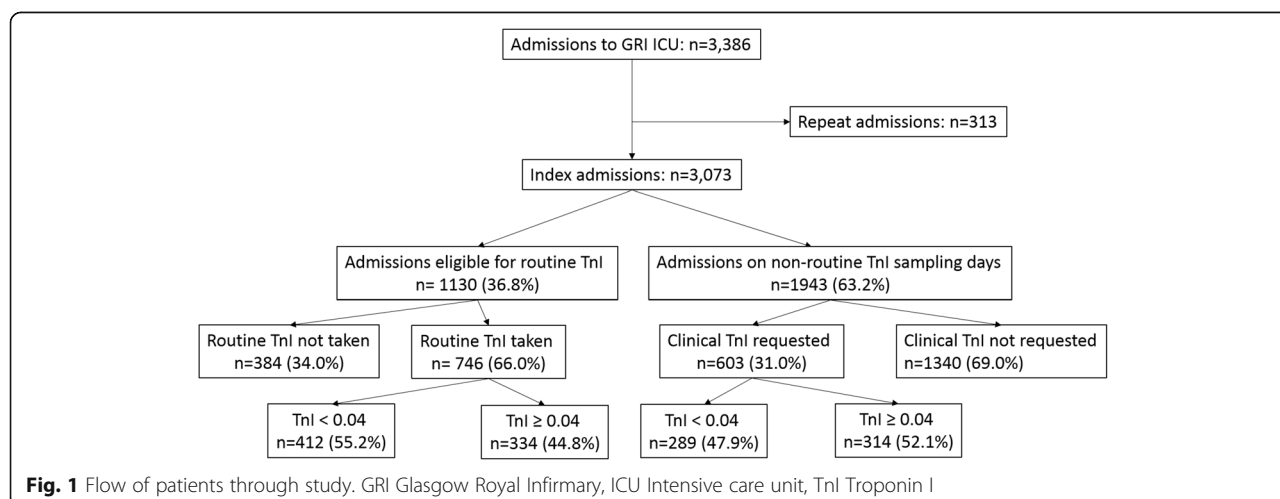 Admissions to GRI ICU: n=3,386
Repeat admissions: n=313
Index admissions: n=3,073
Admissions eligible for routine TnI
n= 1130 (36.8%)
Admissions on non-routine TnI sampling days
n=1943 (63.2%)
Routine TnI not taken
n=384 (34.0%)
Routine TnI taken
n= 746 (66.0%)
Clinical TnI requested
n=603 (31.0%)
Clinical TnI not requested
n=1340 (69.0%)
TnI < 0.04
n=412 (55.2%)
TnI ≥ 0.04
n=334 (44.8%)
TnI < 0.04
n=289 (47.9%)
TnI ≥ 0.04
n=314 (52.1%)
Fig. 1 Flow of patients through study. GRI Glasgow Royal Infirmary, ICU Intensive care unit, TnI Troponin I